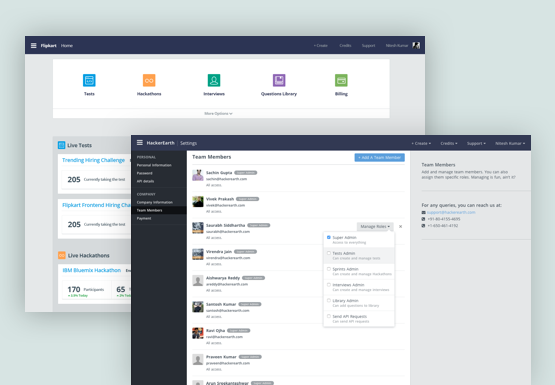 flipkart Home
+ Create Credits Support Nitesh Kumar
Tests
Hackathons
Interviews
Questions Library
Billing
More Options
Live Tests
Trending Hiring Challenge
205 Currently taking the test
Flipkart Frontend Hiring
205 Currently taking the test
Live Hackathons
IBM Bluemix Hackathon
170 Participants
65
HackerEarth Settings
+ Create Credits Support Nitesh Kumar
PERSONAL
Personal Information
Password
API details
COMPANY
Company Information
Team Members
Payment
Team Members
+ Add A Team Member
Sachin Gupta
sachin@hackerearth.com
All access
Vivek Prakash
vivek@hackerearth.com
All access
Saurabh Siddhartha
saurabh@hackerearth.com
All access
Manage Roles
Super Admin
Access to everything
Tests Admin
Can create and manage tests
Sprints Admin
Can create and manage hackathons
Interviews Admin
Can create and manage interviews
Library Admin
Can add questions to library
Send API Requests
Can send API requests
Virendra Jain
All access
Aishwarya Reddy
areddy@hackerearth.com
All access
Santosh Kumar
santosh@hackerearth.com
All access
Ravi Ojha
ravi@hackerearth.com
All access
Praveen Kumar
praveen@hackerearth.com
All access
Team Members
Add and manage team members. You can also
assign them specific roles. Managing is fun, ain't it?
For any queries, you can reach us at:
support@hackerearth.com
+91-80-4155-4695
+1-650-461-4192